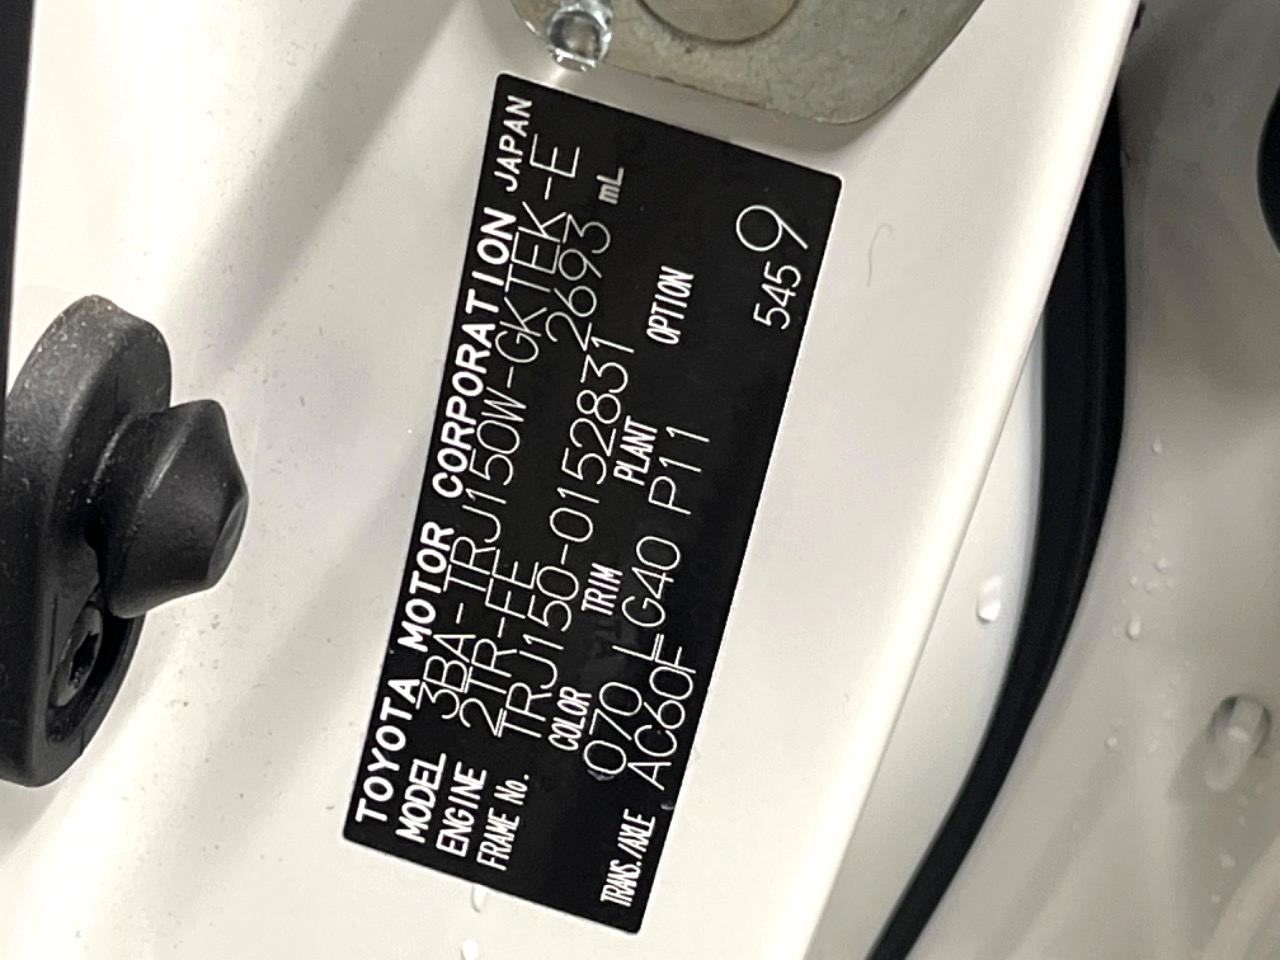 TOYOTA MOTOR CORPORATION JAPAN
MODEL 3BA-TRJ150W-GKTEK-E
ENGINE 2TR-FE 2693 mL
FRAME No. TRJ150-0152831
COLOR TRIM PLANT OPTION
070 LG40 P11
TRANS./AXLE AC60F
5459